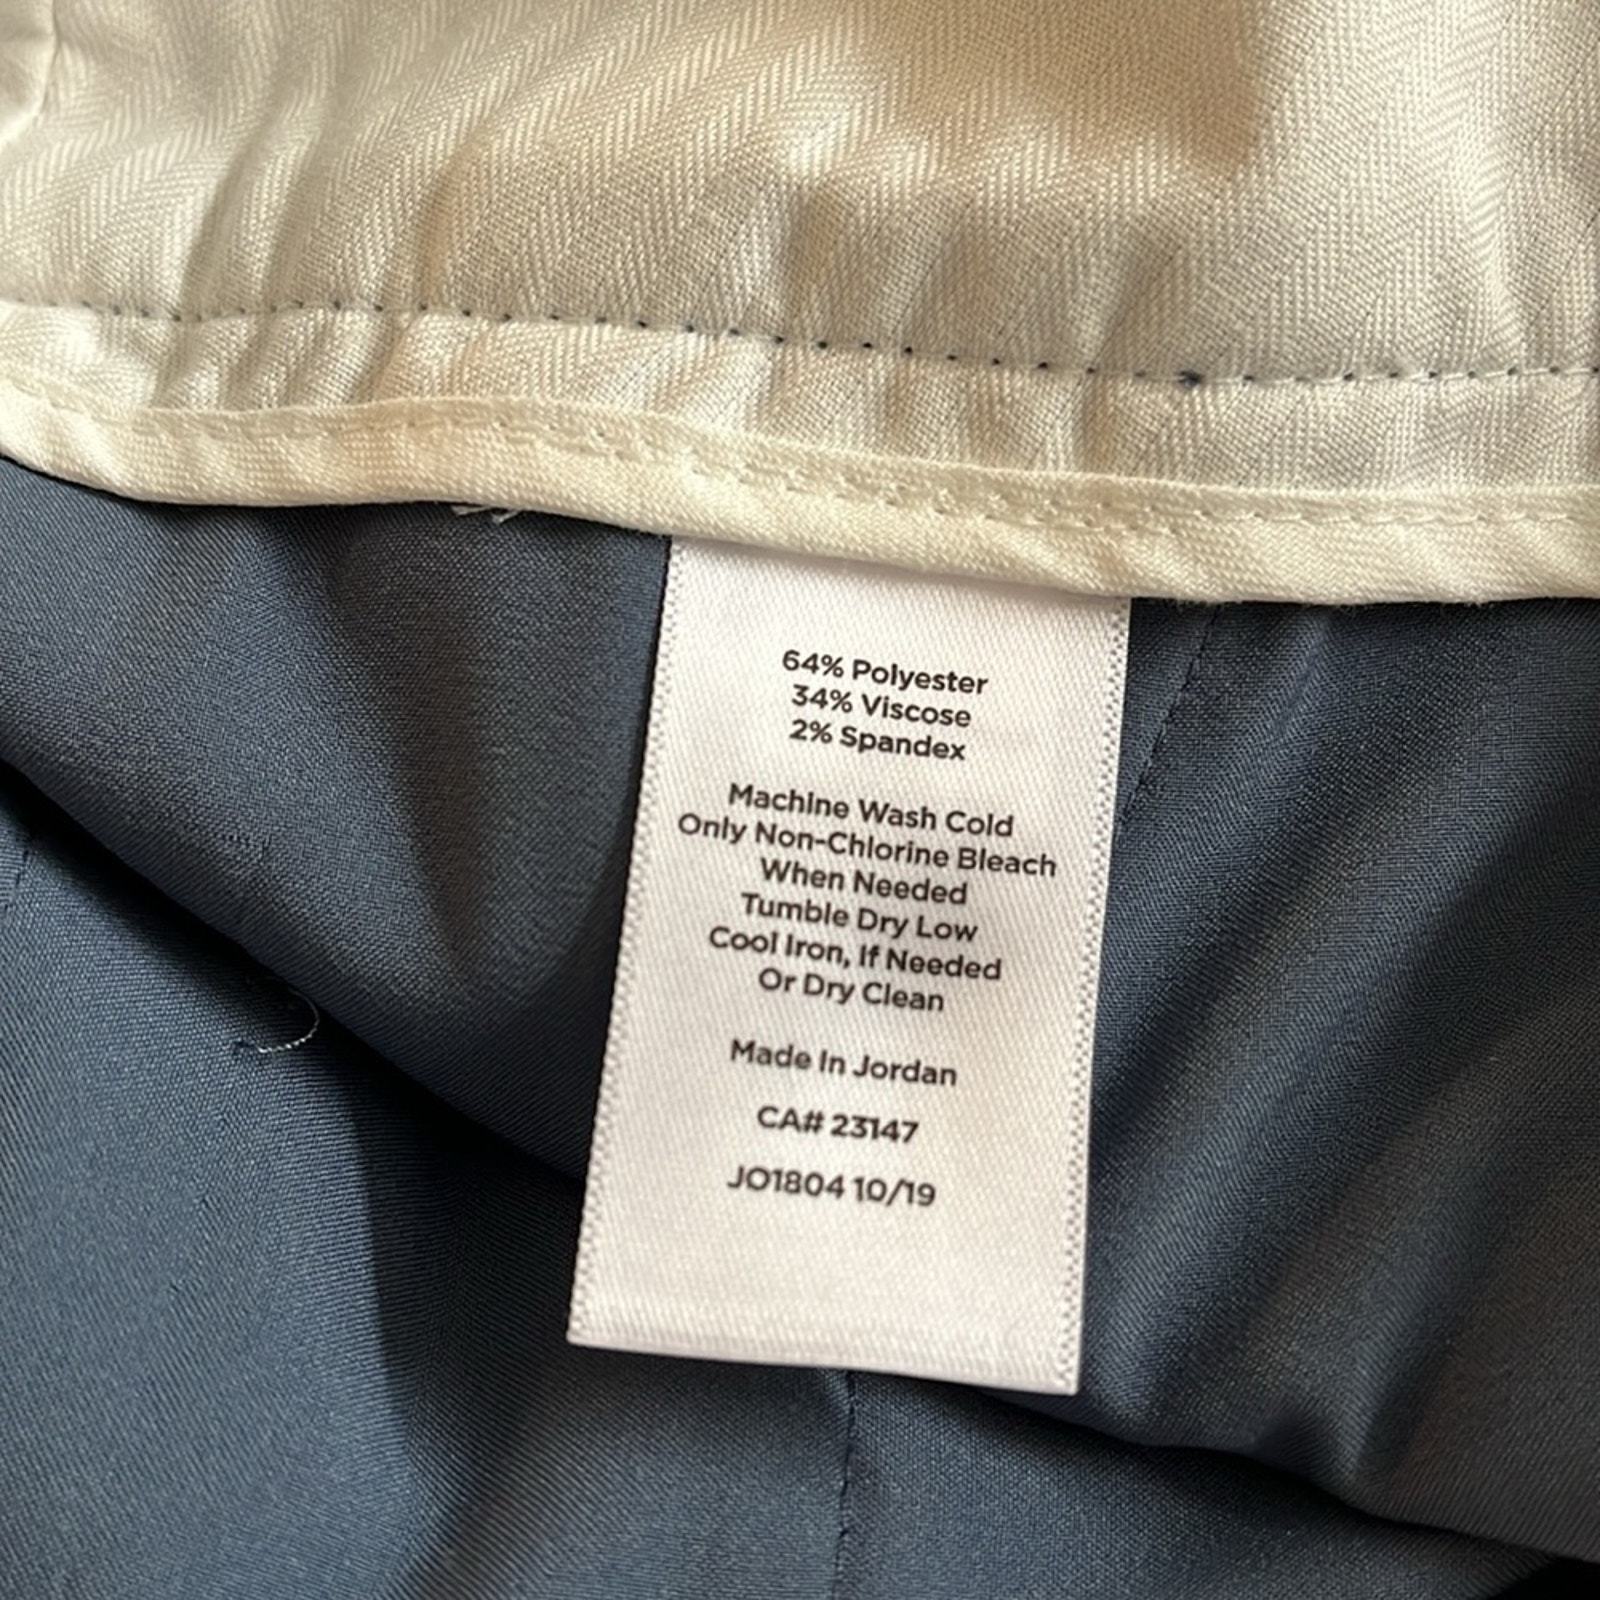 64% Polyester
34% Viscose
2% Spandex
Machine Wash Cold
Only Non-Chlorine Bleach
When Needed
Tumble Dry Low
Cool Iron, If Needed
Or Dry Clean
Made In Jordan
CA# 23147
JO1804 10/19